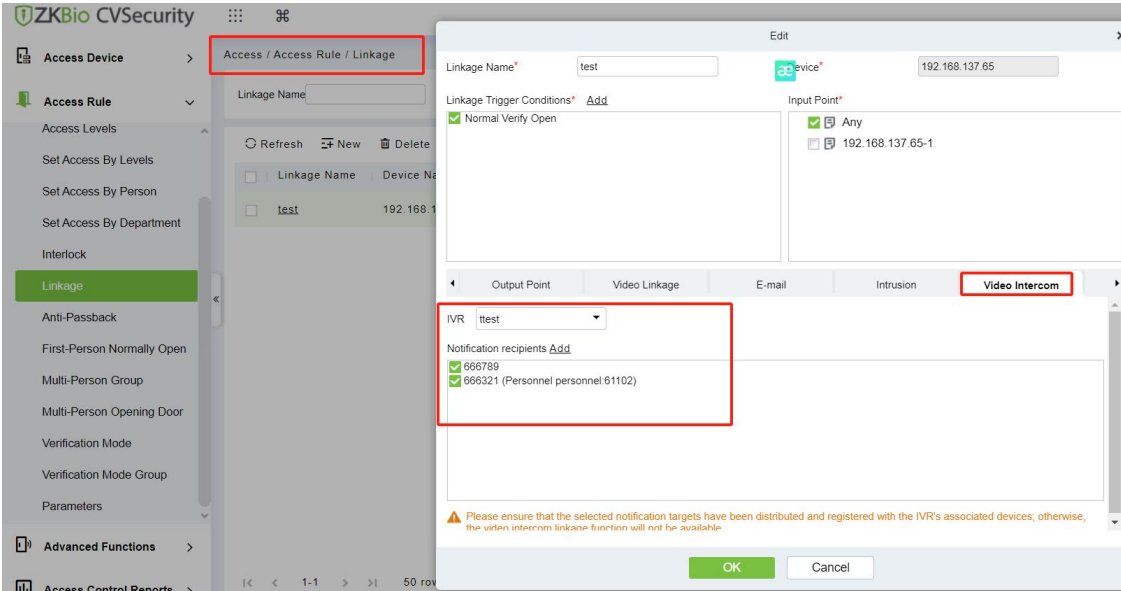 ZKBio CVSecurity
Access Device
Access Rule
Access Levels
Set Access By Levels
Set Access By Person
Set Access By Department
Interlock
Linkage
Anti-Passback
First-Person Normally Open
Multi-Person Group
Multi-Person Opening Door
Verification Mode
Verification Mode Group
Parameters
Advanced Functions
Access Control Reports
Access / Access Rule / Linkage
Linkage Name
Refresh New Delete
Linkage Name Device Na
test 192.168.1
1-1 50 rov
Edit
Linkage Name* test evice* 192.168.137.65
Linkage Trigger Conditions* Add Input Point*
Normal Verify Open
Any
192.168.137.65-1
Output Point Video Linkage E-mail Intrusion Video Intercom
IVR ttest
Notification recipients Add
666789
666321 (Personnel personnel:61102)
Please ensure that the selected notification targets have been distributed and registered with the IVR's associated devices; otherwise,
the video intercom linkage function will not be available
OK Cancel